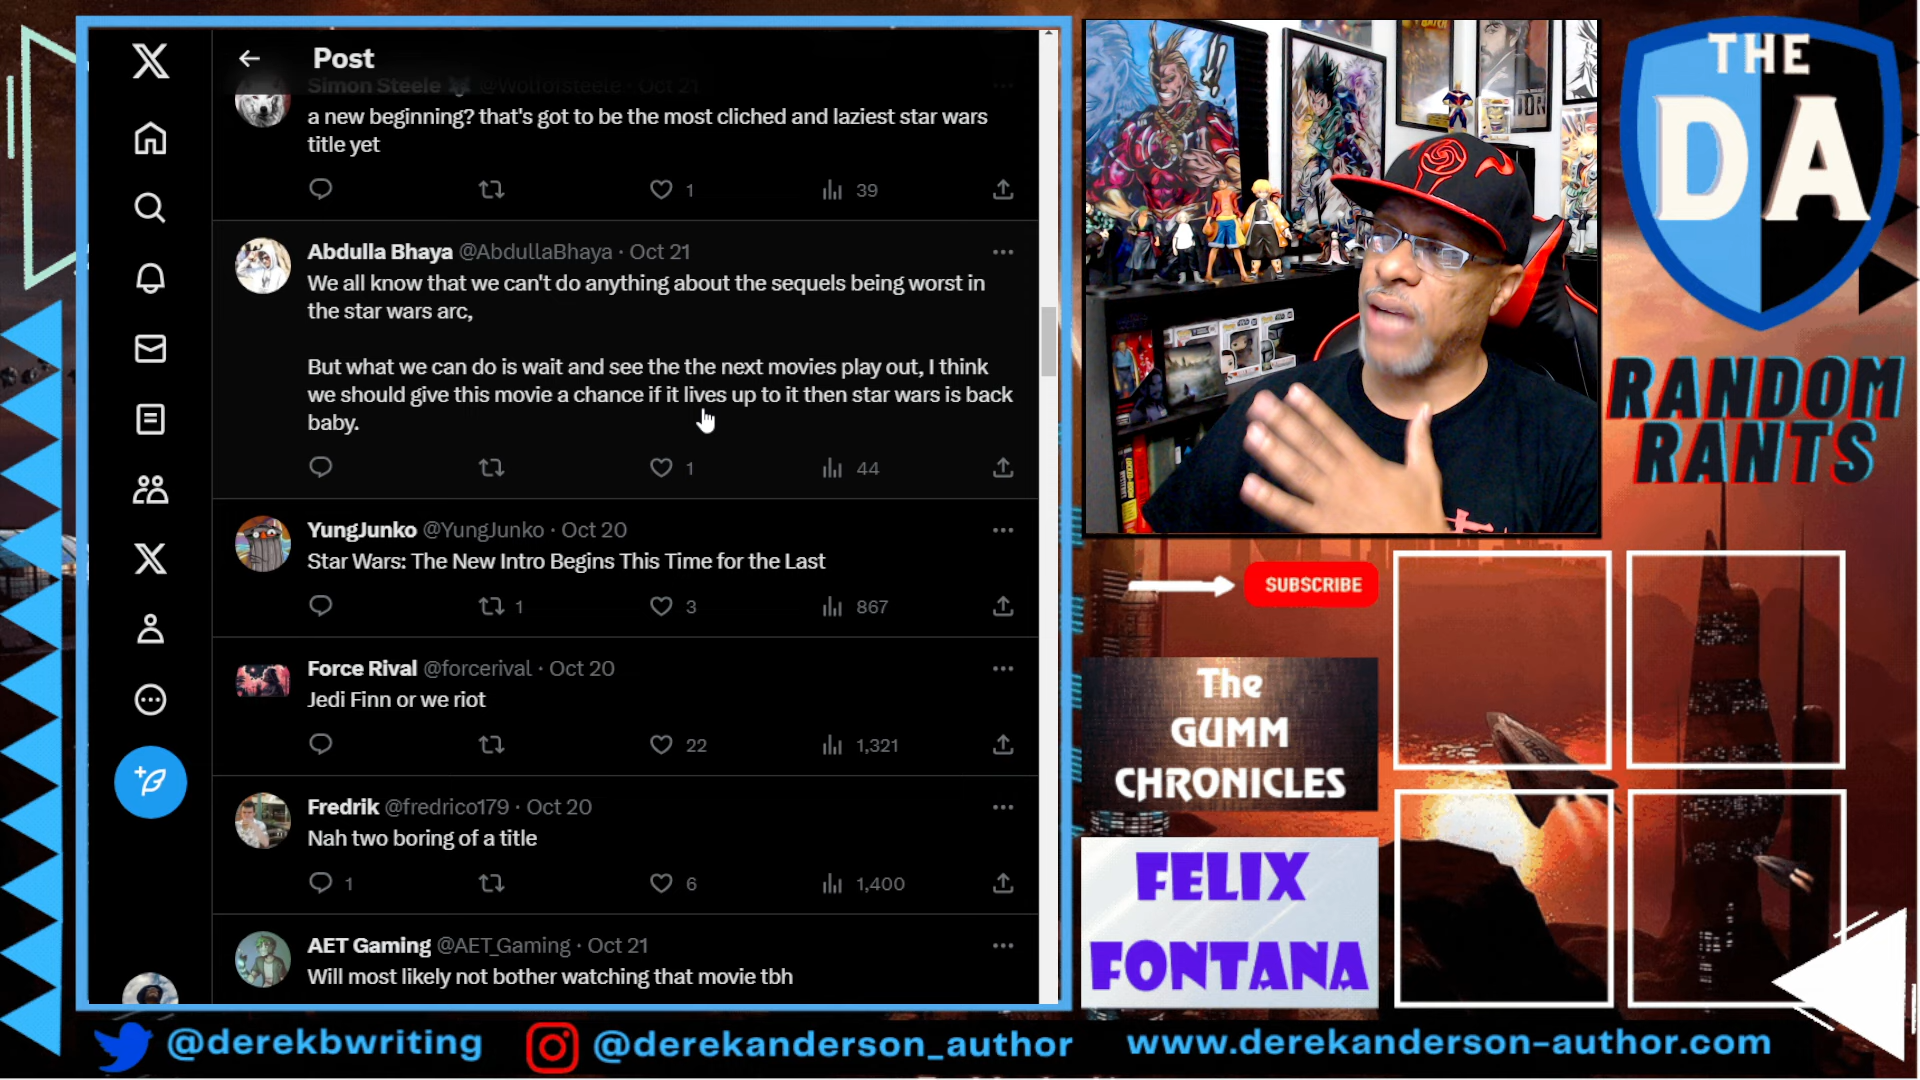 Post
Simon Steele @Wolfofsteele · Oct 21
a new beginning? that's got to be the most cliched and laziest star wars
title yet
1
39
Abdulla Bhaya @AbdullaBhaya · Oct 21
We all know that we can't do anything about the sequels being worst in
the star wars arc,
But what we can do is wait and see the the next movies play out, I think
we should give this movie a chance if it lives up to it then star wars is back
baby.
1
44
YungJunko @YungJunko · Oct 20
Star Wars: The New Intro Begins This Time for the Last
1
3
867
Force Rival @forcerival · Oct 20
Jedi Finn or we riot
22
1,321
Fredrik @fredrico179 · Oct 20
Nah two boring of a title
1
6
1,400
AET Gaming @AET_Gaming · Oct 21
Will most likely not bother watching that movie tbh
THE
DA
RANDOM
RANTS
SUBSCRIBE
The
GUMM
CHRONICLES
FELIX
FONTANA
@derekbwriting
@derekanderson_author
www.derekanderson-author.com